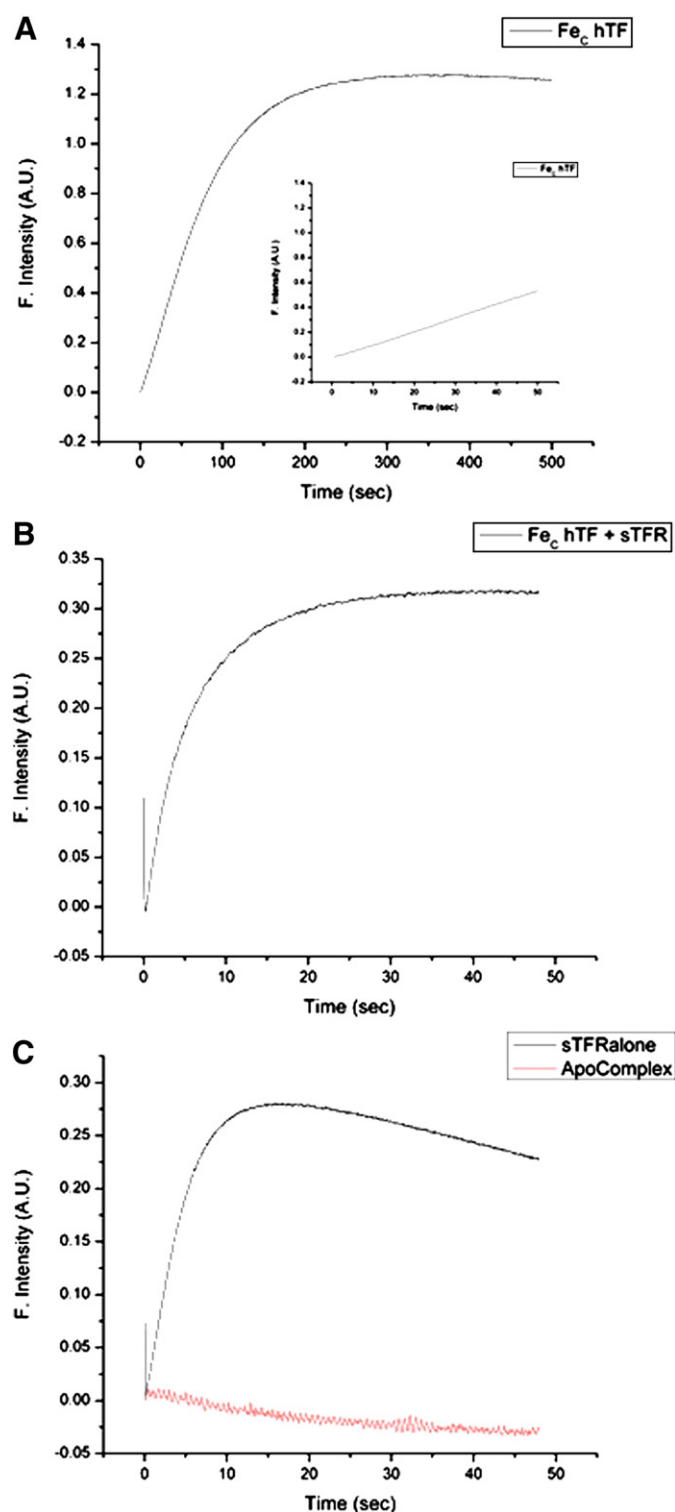 A
Fe_C hTF
1.4
1.2
1.0
0.8
0.6
0.4
0.2
0.0
-0.2
F. Intensity (A.U.)
0 100 200 300 400 500
Time (sec)
Fe_C hTF
1.4
1.2
1.0
0.8
0.6
0.4
0.2
0.0
-0.2
F. Intensity (A.U.)
0 10 20 30 40 50
Time (sec)
B
Fe_C hTF + sTFR
0.35
0.30
0.25
0.20
0.15
0.10
0.05
0.00
-0.05
F. Intensity (A.U.)
0 10 20 30 40 50
Time (sec)
C
sTFRalone
ApoComplex
0.30
0.25
0.20
0.15
0.10
0.05
0.00
-0.05
F. Intensity (A.U.)
0 10 20 30 40 50
Time (sec)